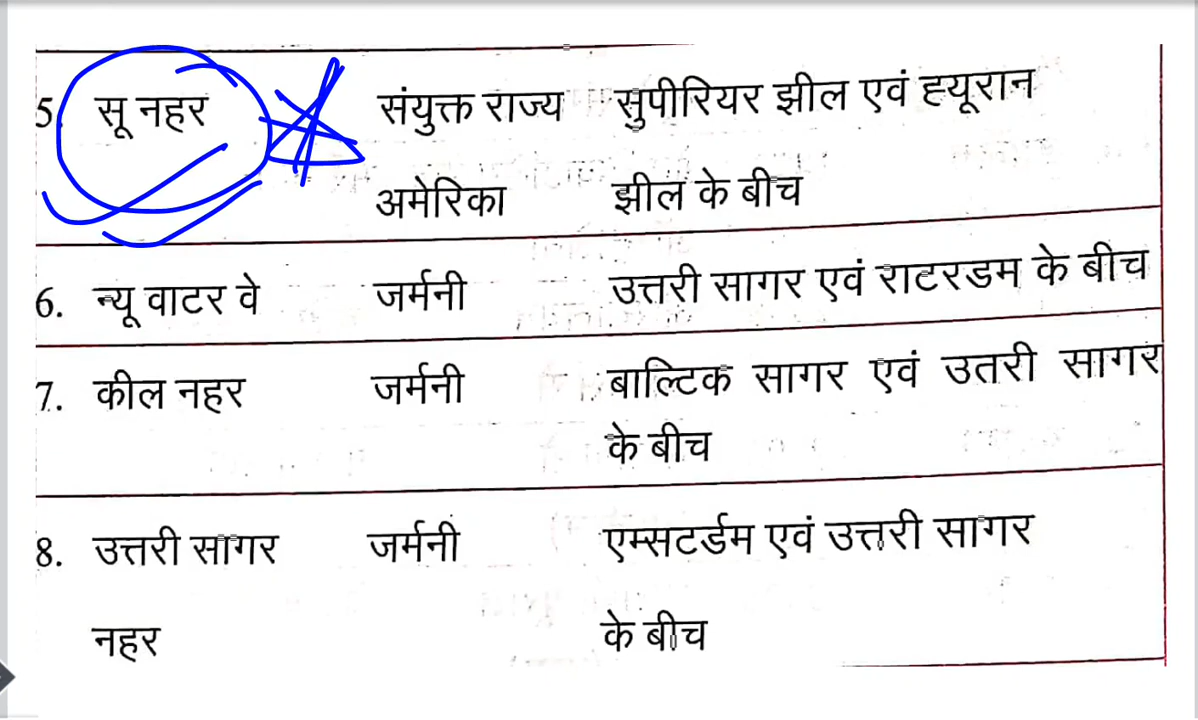 5. सू नहर संयुक्त राज्य सुपीरियर झील एवं ह्यूरान
अमेरिका झील के बीच
6. न्यू वाटर वे जर्मनी उत्तरी सागर एवं राटरडम के बीच
7. कील नहर जर्मनी बाल्टिक सागर एवं उतरी सागर
के बीच
8. उत्तरी सागर जर्मनी एम्सटर्डम एवं उत्तरी सागर
नहर के बीच